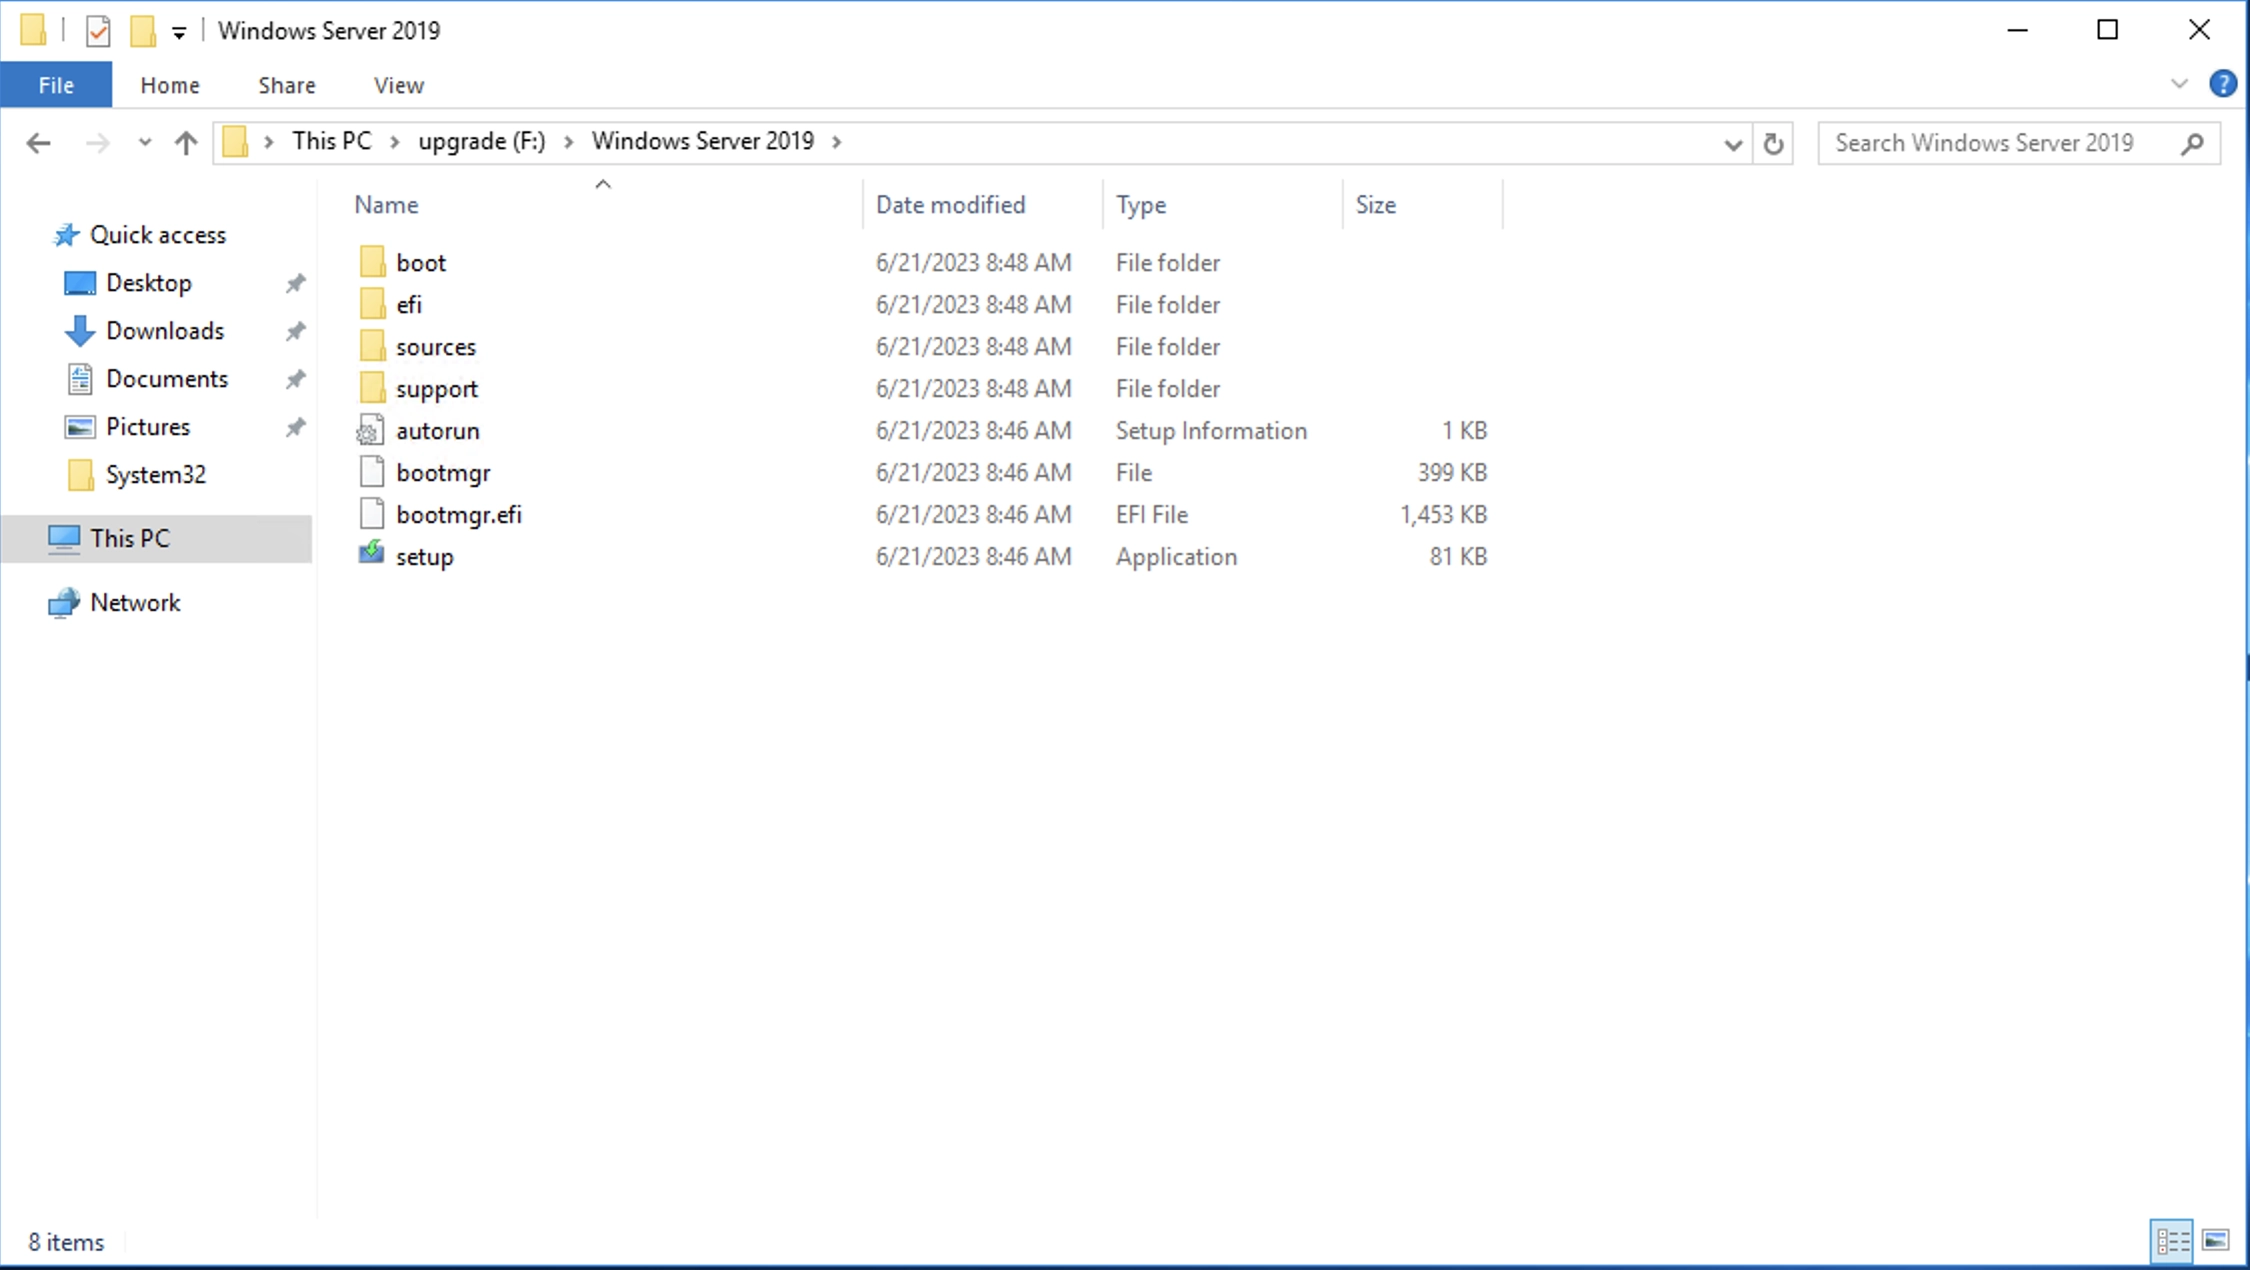 Windows Server 2019
File Home Share View
This PC upgrade (F:) Windows Server 2019
Search Windows Server 2019
Name Date modified Type Size
Quick access
Desktop
Downloads
Documents
Pictures
System32
This PC
Network
boot 6/21/2023 8:48 AM File folder
efi 6/21/2023 8:48 AM File folder
sources 6/21/2023 8:48 AM File folder
support 6/21/2023 8:48 AM File folder
autorun 6/21/2023 8:46 AM Setup Information 1 KB
bootmgr 6/21/2023 8:46 AM File 399 KB
bootmgr.efi 6/21/2023 8:46 AM EFI File 1,453 KB
setup 6/21/2023 8:46 AM Application 81 KB
8 items